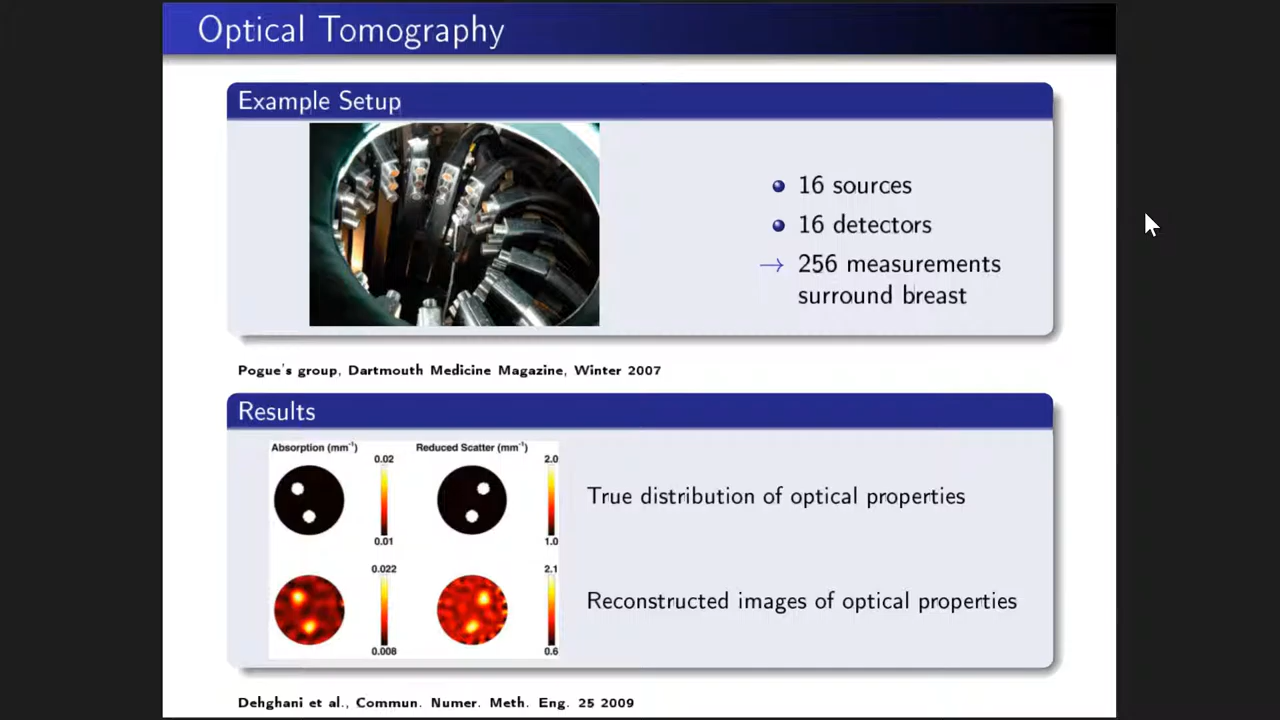 Optical Tomography
Example Setup
16 sources
16 detectors
→ 256 measurements
surround breast
Pogue's group, Dartmouth Medicine Magazine, Winter 2007
Results
Absorption (mm⁻¹)
Reduced Scatter (mm⁻¹)
0.02
2.0
True distribution of optical properties
0.01
1.0
0.022
2.1
Reconstructed images of optical properties
0.008
0.6
Dehghani et al., Commun. Numer. Meth. Eng. 25 2009